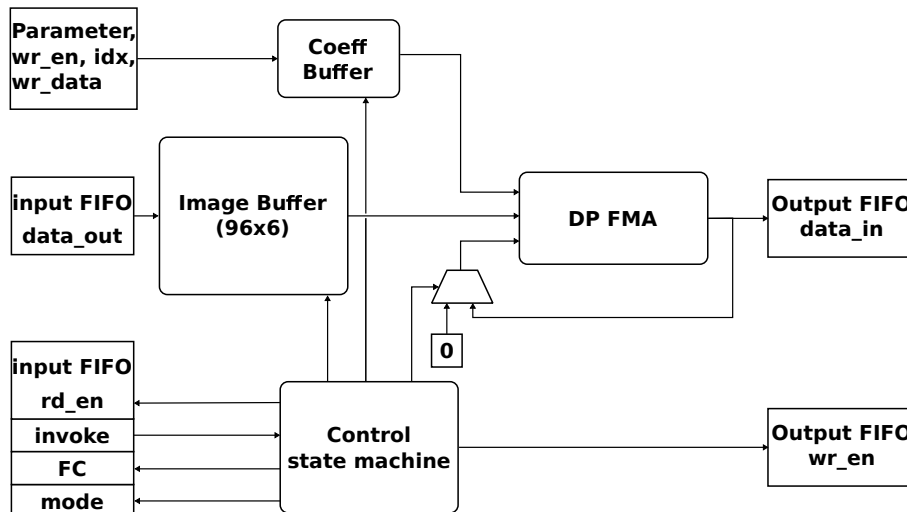 Parameter,
wr_en, idx,
wr_data
Coeff
Buffer
input FIFO
data_out
Image Buffer
(96x6)
DP FMA
Output FIFO
data_in
0
input FIFO
rd_en
invoke
FC
mode
Control
state machine
Output FIFO
wr_en